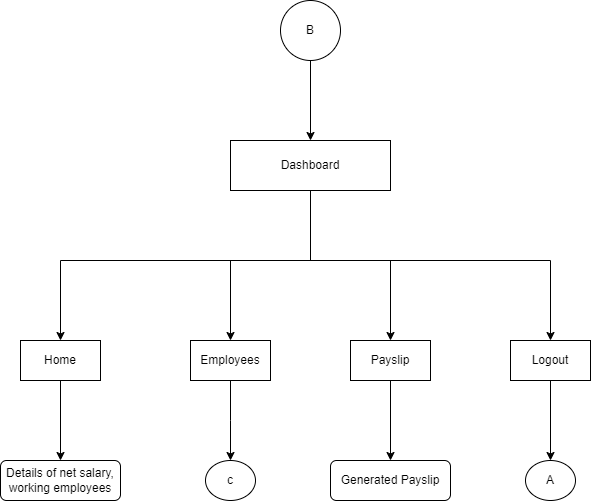 B
Dashboard
Home
Employees
Payslip
Logout
Details of net salary,
working employees
c
Generated Payslip
A